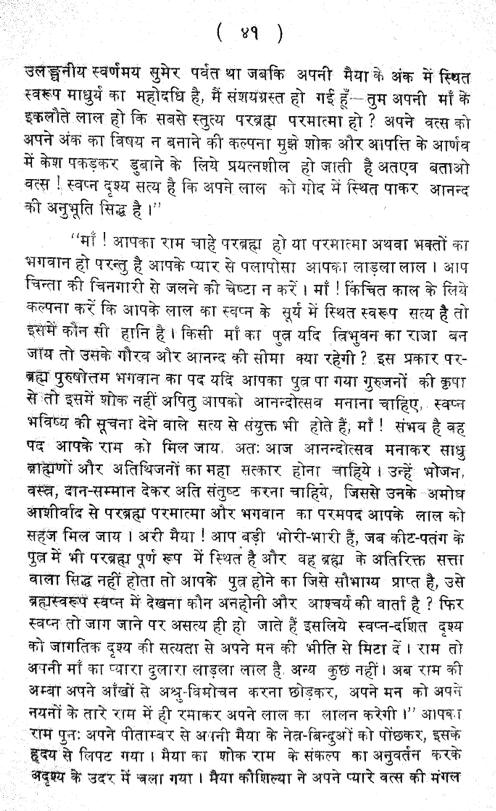 ( ४१ )
उलङ्घनीय स्वर्णमय सुमेर पर्वत था जबकि अपनी मैया के अंक में स्थित
स्वरूप माधुर्य का महोदधि है, मैं संशयग्रस्त हो गई हूँ—तुम अपनी माँ के
इकलौते लाल हो कि सबसे स्तुत्य परब्रह्म परमात्मा हो ? अपने वत्स को
अपने अंक का विषय न बनाने की कल्पना मुझे शोक और आपत्ति के आर्णव
में केश पकड़कर डुबाने के लिये प्रयत्नशील हो जाती है अतएव बताओ
वत्स ! स्वप्न दृश्य सत्य है कि अपने लाल को गोद में स्थित पाकर आनन्द
की अनुभूति सिद्ध है ।"
"माँ ! आपका राम चाहे परब्रह्म हो या परमात्मा अथवा भक्तों का
भगवान हो परन्तु है आपके प्यार से पलापोसा आपका लाड़ला लाल । आप
चिन्ता की चिनगारी से जलने की चेष्टा न करें । माँ ! किंचित काल के लिये
कल्पना करें कि आपके लाल का स्वप्न के सूर्य में स्थित स्वरूप सत्य है तो
इसमें कौन सी हानि है । किसी माँ का पुत्र यदि त्रिभुवन का राजा बन
जाय तो उसके गौरव और आनन्द की सीमा क्या रहेगी ? इस प्रकार पर-
ब्रह्म पुरुषोत्तम भगवान का पद यदि आपका पुत्र पा गया गुरुजनों की कृपा
से तो इसमें शोक नहीं अपितु आपको आनन्दोत्सव मनाना चाहिए, स्वप्न
भविष्य की सूचना देने वाले सत्य से संयुक्त भी होते हैं, माँ ! संभव है वह
पद आपके राम को मिल जाय, अतः आज आनन्दोत्सव मनाकर साधु
ब्राह्मणों और अतिथिजनों का महा सत्कार होना चाहिये । उन्हें भोजन,
वस्त्र, दान-सम्मान देकर अति संतुष्ट करना चाहिये, जिससे उनके अमोघ
आशीर्वाद से परब्रह्म परमात्मा और भगवान का परमपद आपके लाल को
सहज मिल जाय । अरी मैया ! आप बड़ी भोरी-भारी हैं, जब कीट-पतंग के
पुत्र में भी परब्रह्म पूर्ण रूप में स्थित है और वह ब्रह्म के अतिरिक्त सत्ता
वाला सिद्ध नहीं होता तो आपके पुत्र होने का जिसे सौभाग्य प्राप्त है, उसे
ब्रह्मस्वरूप स्वप्न में देखना कौन अनहोनी और आश्चर्य की वार्ता है ? फिर
स्वप्न तो जाग जाने पर असत्य ही हो जाते हैं इसलिये स्वप्न-दर्शित दृश्य
को जागतिक दृश्य की सत्यता से अपने मन की भीति से मिटा दें । राम तो
अपनी माँ का प्यारा दुलारा लाड़ला लाल है, अन्य कुछ नहीं । अब राम की
अम्बा अपने आँखों से अश्रु-विमोचन करना छोड़कर, अपने मन को अपने
नयनों के तारे राम में ही रमाकर अपने लाल का लालन करेगी ।" आपका
राम पुनः अपने पीताम्बर से अपनी मैया के नेत्र-बिन्दुओं को पोंछकर, इसके
हृदय से लिपट गया । मैया का शोक राम के संकल्प का अनुवर्तन करके
अदृश्य के उदर में चला गया । मैया कौशिल्या ने अपने प्यारे वत्स की मंगल